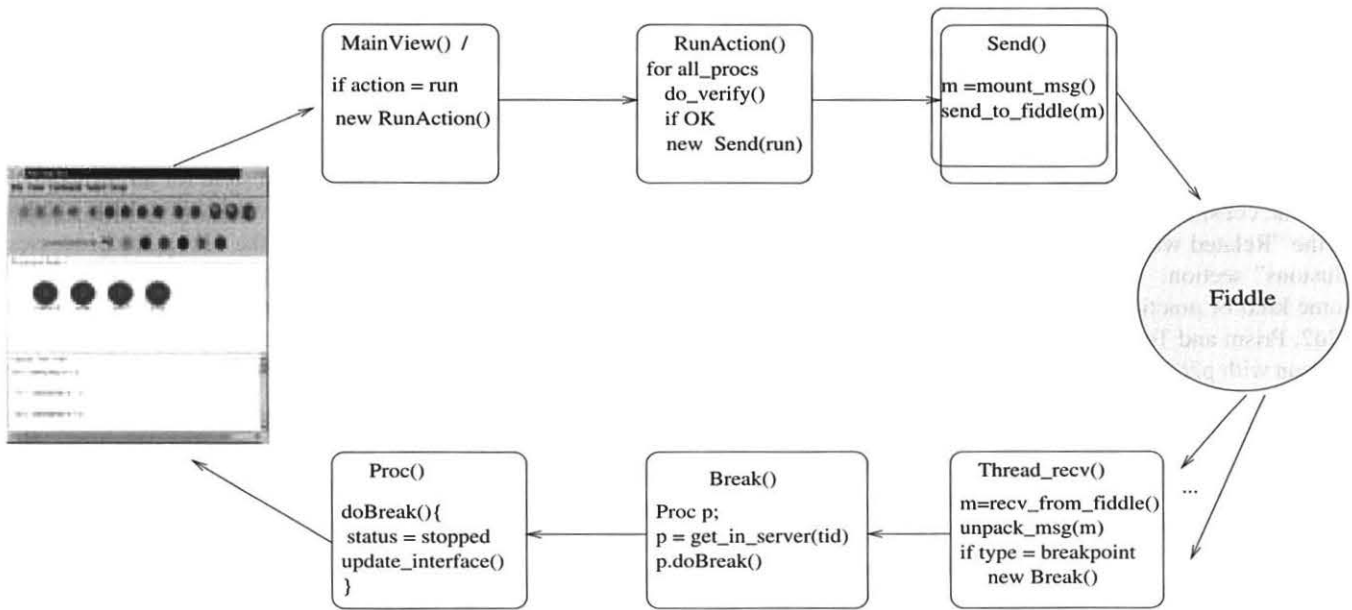 MainView() /
if action = run
new RunAction()
RunAction()
for all_procs
do_verify()
if OK
new Send(run)
Send()
m =mount_msg()
send_to_fiddle(m)
Fiddle
Thread_recv()
m=recv_from_fiddle()
unpack_msg(m)
if type = breakpoint
new Break()
...
Break()
Proc p;
p = get_in_server(tid)
p.doBreak()
Proc()
doBreak(){
status = stopped
update_interface()
}